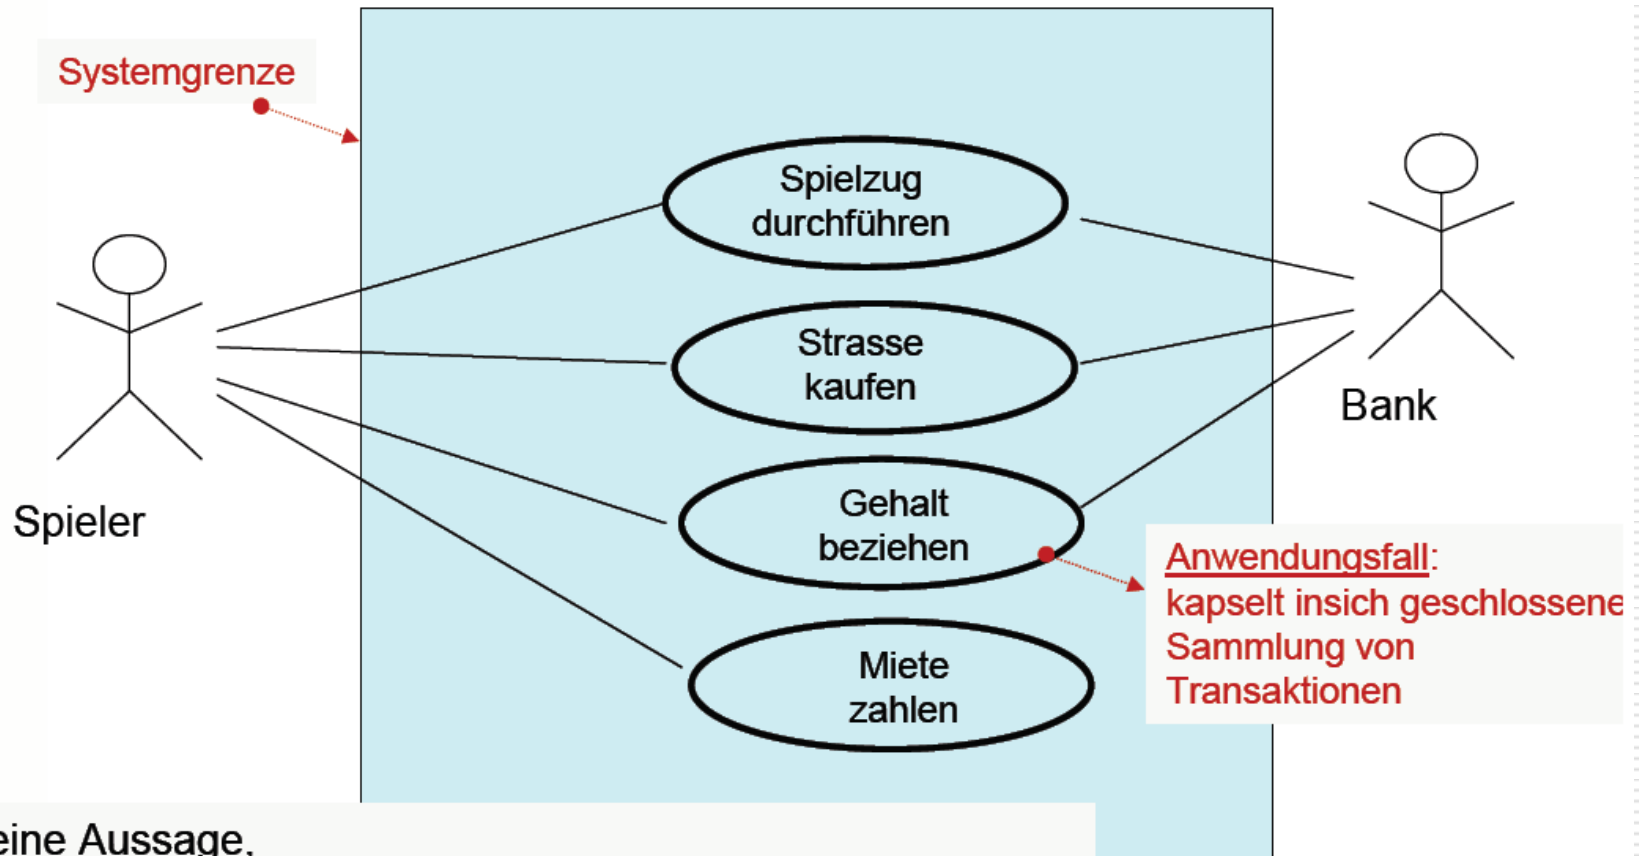 Systemgrenze
Spielzug
durchführen
Strasse
kaufen
Bank
Gehalt
beziehen
Spieler
Anwendungsfall:
kapselt insich geschlossene
Sammlung von
Transaktionen
Miete
zahlen
eine Aussage,